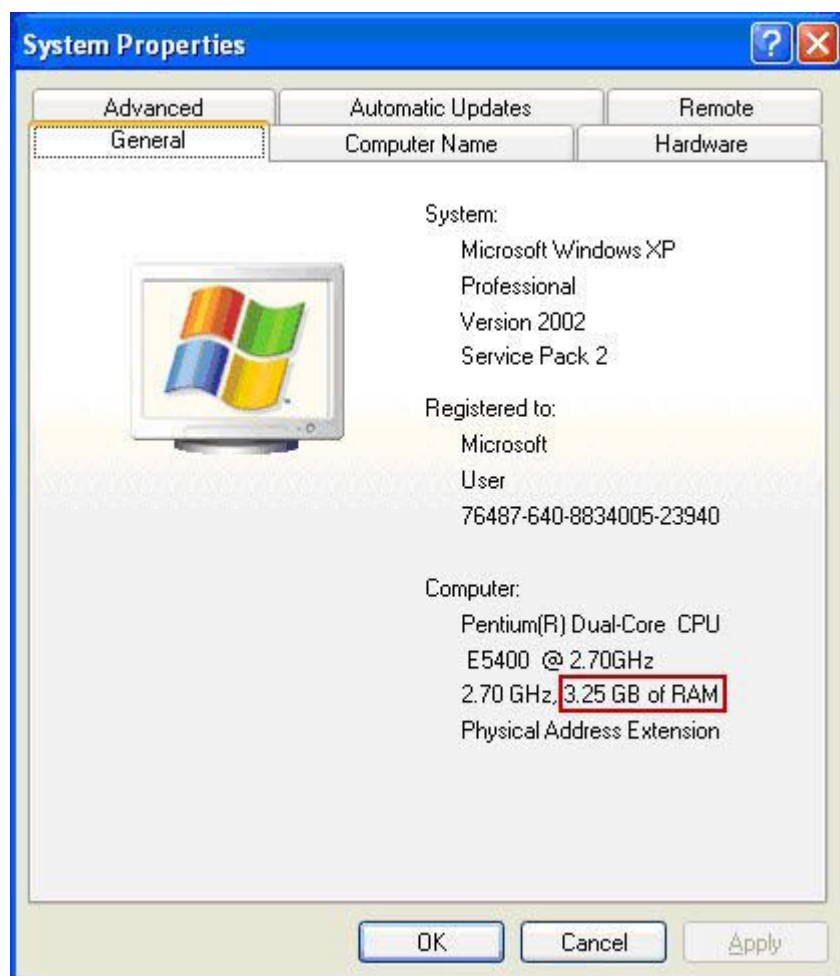 System Properties
Advanced Automatic Updates Remote
General Computer Name Hardware
System:
Microsoft Windows XP
Professional
Version 2002
Service Pack 2
Registered to:
Microsoft
User
76487-640-8834005-23940
Computer:
Pentium(R) Dual-Core CPU
E5400 @ 2.70GHz
2.70 GHz, 3.25 GB of RAM
Physical Address Extension
OK Cancel Apply